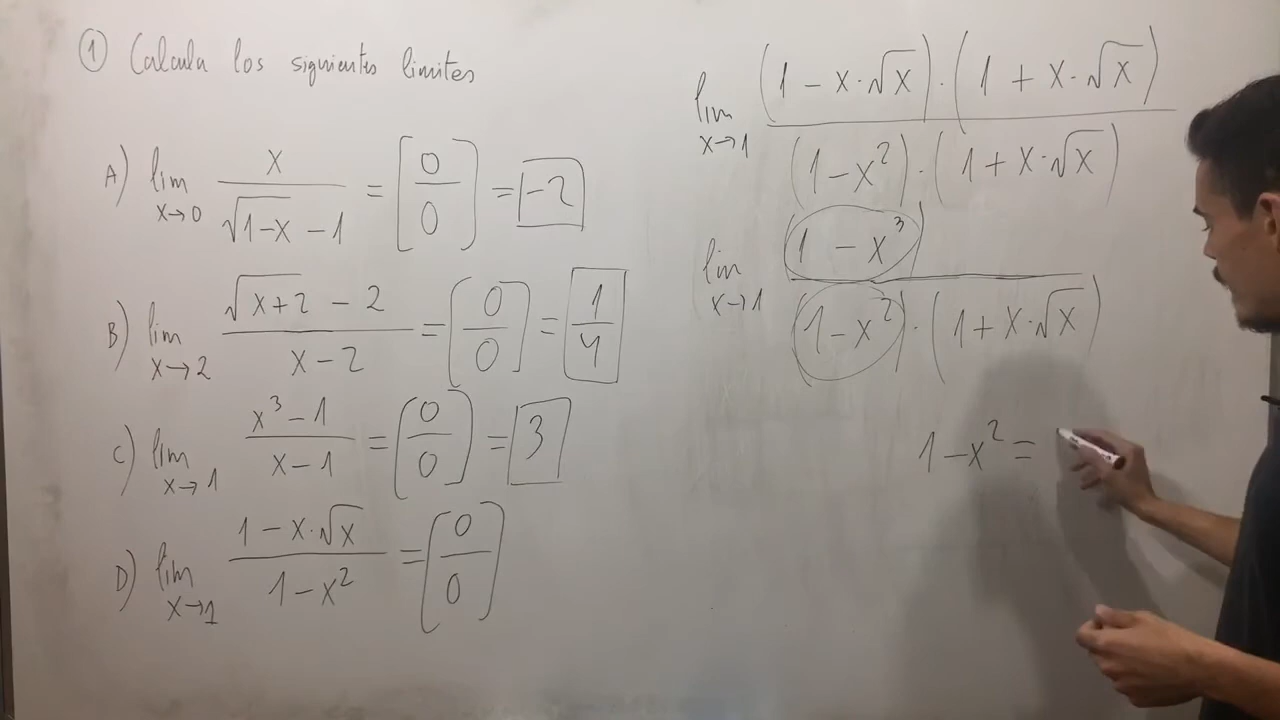 ① Calcula los siguientes limites
A) lim x→0 x / (√(1-x) - 1) = [0/0] = -2
B) lim x→2 (√(x+2) - 2) / (x-2) = [0/0] = 1/4
C) lim x→1 (x³-1) / (x-1) = [0/0] = 3
D) lim x→1 (1-x·√x) / (1-x²) = [0/0]
lim x→1 (1-x·√x)·(1+x·√x) / (1-x²)·(1+x·√x)
lim x→1 (1-x³) / (1-x²)·(1+x·√x)
1-x² =